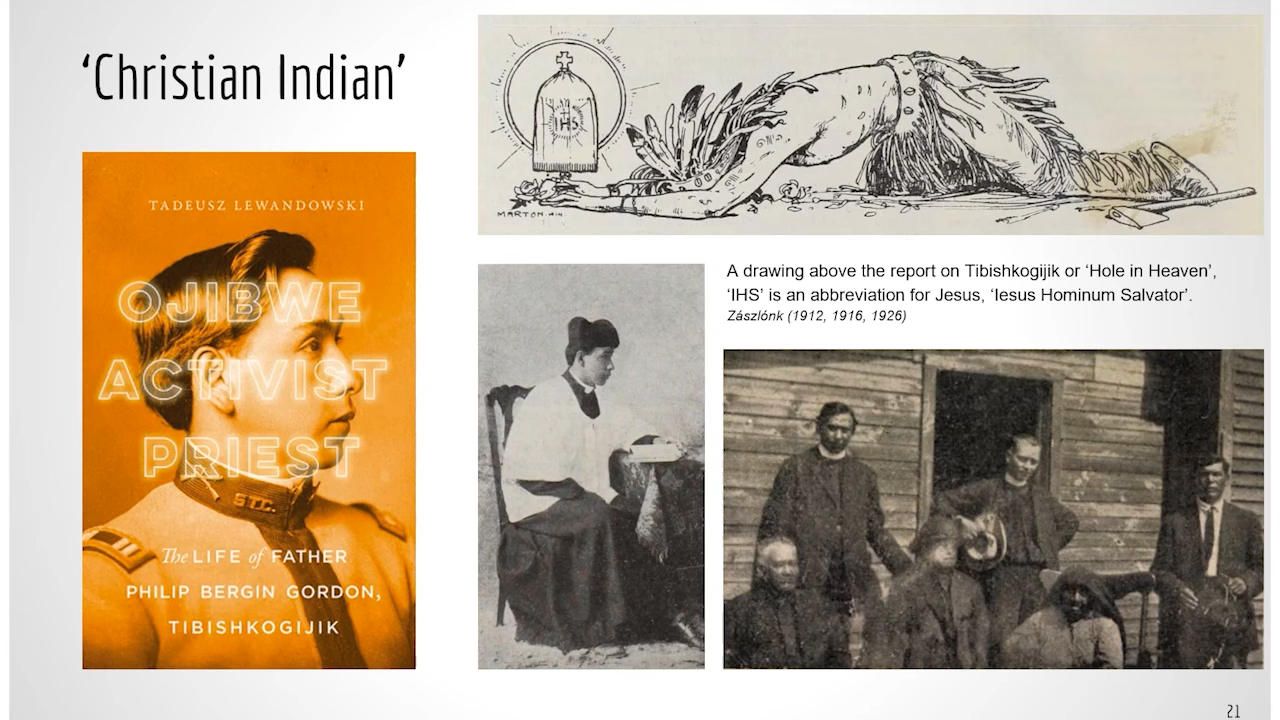 ‘Christian Indian’
TADEUSZ LEWANDOWSKI
OJIBWE
ACTIVIST
PRIEST
STC.
The LIFE of FATHER
PHILIP BERGIN GORDON,
TIBISHKOGIJIK
IHS
MARTON
A drawing above the report on Tibishkogijik or ‘Hole in Heaven’,
‘IHS’ is an abbreviation for Jesus, ‘Iesus Hominum Salvator’.
Zászlónk (1912, 1916, 1926)
21